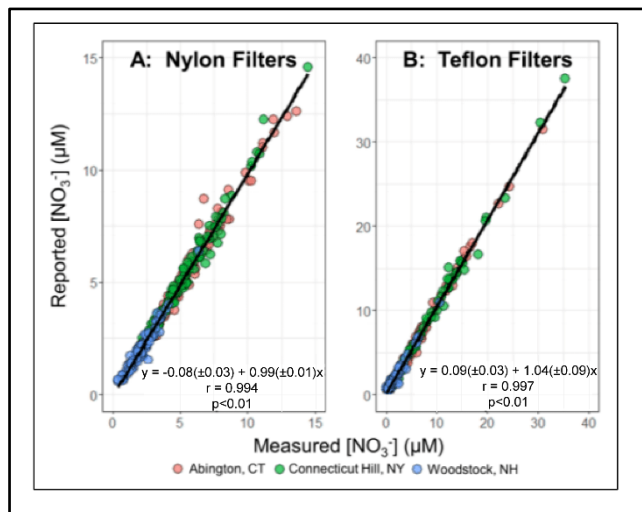 A: Nylon Filters
B: Teflon Filters
Reported [NO₃⁻] (µM)
15
10
5
0
40
30
20
10
0
y = -0.08(±0.03) + 0.99(±0.01)x
r = 0.994
p<0.01
y = 0.09(±0.03) + 1.04(±0.09)x
r = 0.997
p<0.01
0 5 10 15
0 10 20 30 40
Measured [NO₃⁻] (µM)
Abington, CT Connecticut Hill, NY Woodstock, NH